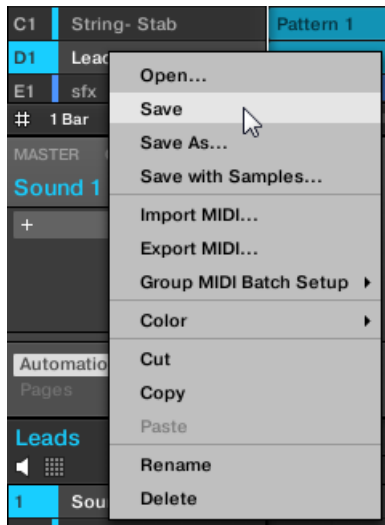 C1 String- Stab Pattern 1
D1 Lead
E1 sfx
# 1 Bar
MASTER
Sound 1
+
Automatio
Pages
Leads
1 Sou
Open...
Save
Save As...
Save with Samples...
Import MIDI...
Export MIDI...
Group MIDI Batch Setup
Color
Cut
Copy
Paste
Rename
Delete